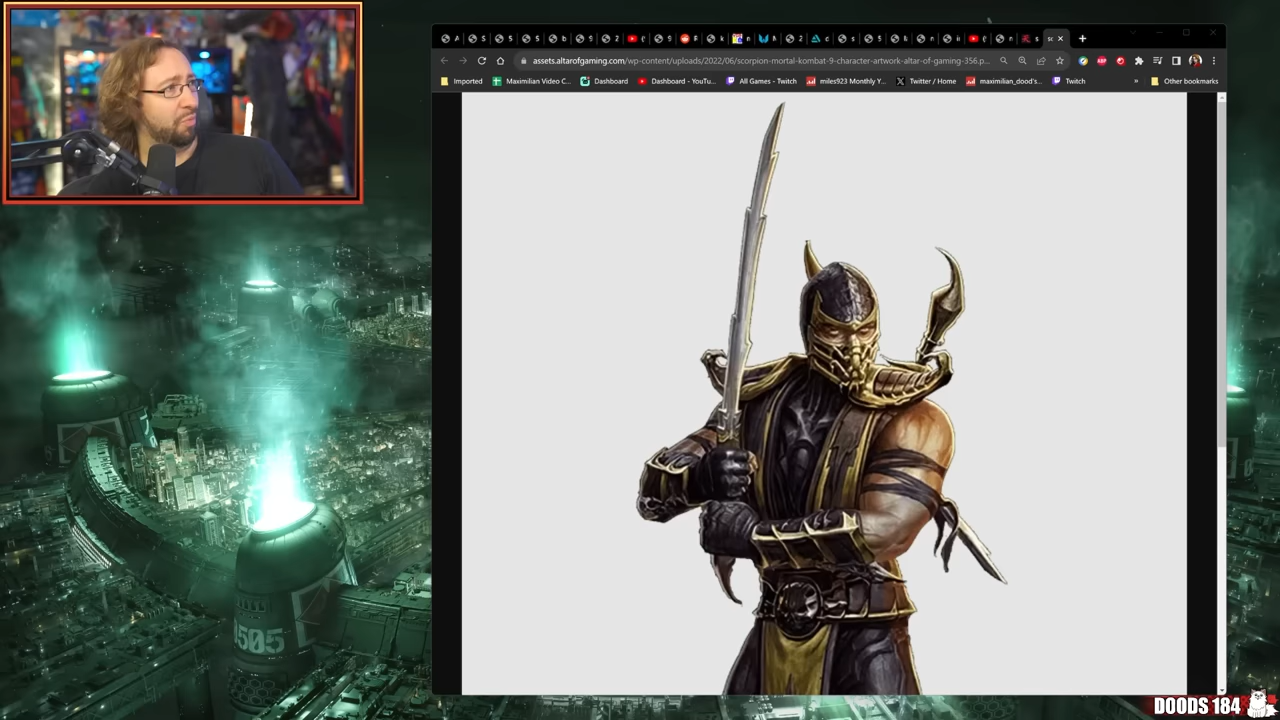 assets.altarofgaming.com/wp-content/uploads/2022/06/scorpion-mortal-kombat-9-character-artwork-altar-of-gaming-356.p...
Imported
Maximilian Video C...
Dashboard
Dashboard - YouTu...
All Games - Twitch
miles923 Monthly Y...
Twitter / Home
maximilian_dood's...
Twitch
»
Other bookmarks
DOODS 184